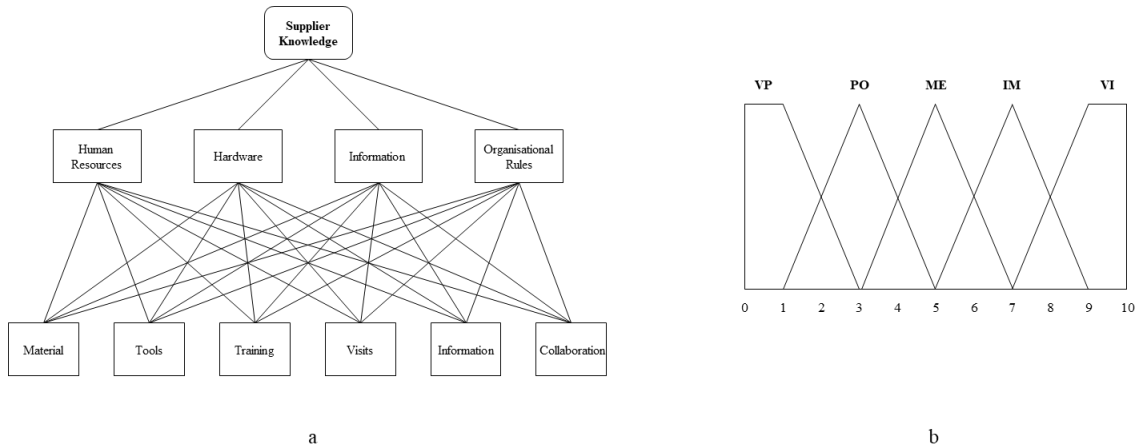 Supplier
Knowledge
Human
Resources
Hardware
Information
Organisational
Rules
Material
Tools
Training
Visits
Information
Collaboration
a
VP
PO
ME
IM
VI
0
1
2
3
4
5
6
7
8
9
10
b